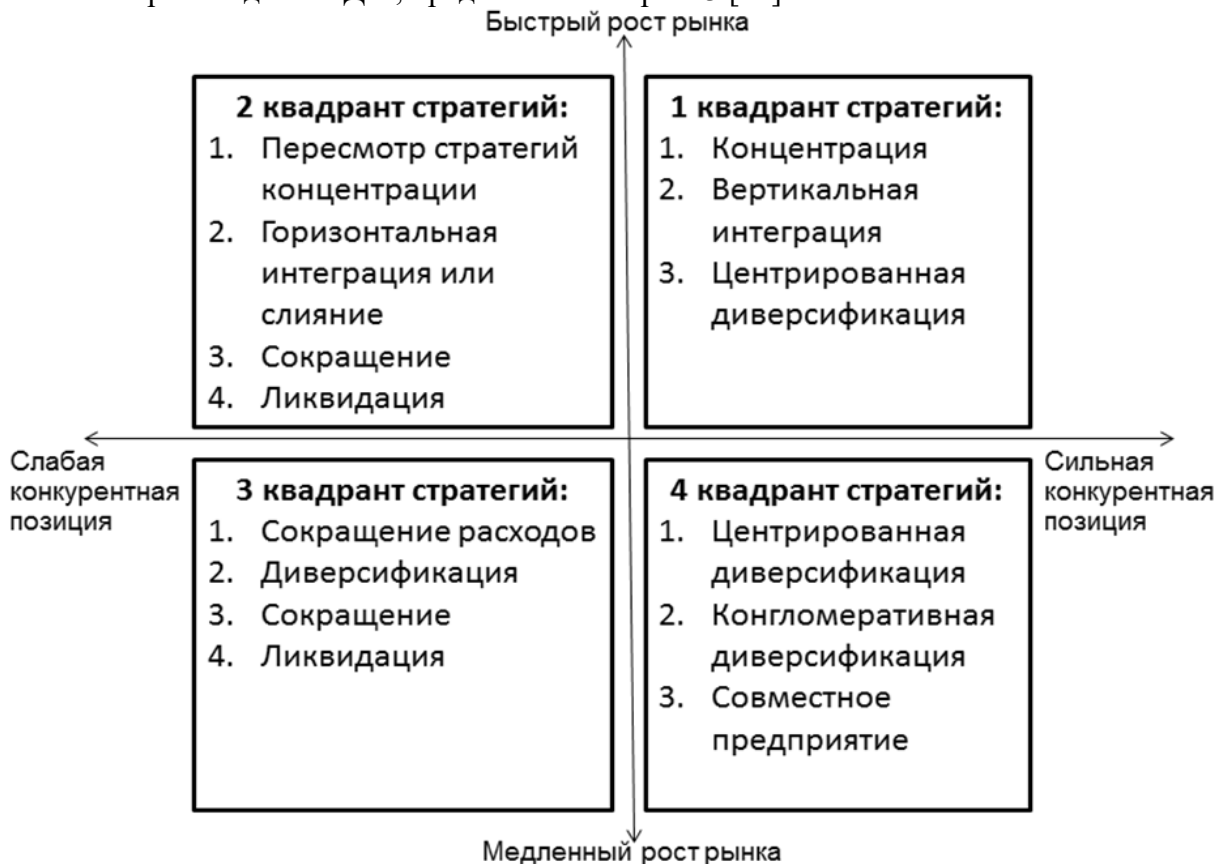 Быстрый рост рынка
2 квадрант стратегий:
1. Пересмотр стратегий
концентрации
2. Горизонтальная
интеграция или
слияние
3. Сокращение
4. Ликвидация
1 квадрант стратегий:
1. Концентрация
2. Вертикальная
интеграция
3. Центрированная
диверсификация
Слабая
конкурентная
позиция
Сильная
конкурентная
позиция
3 квадрант стратегий:
1. Сокращение расходов
2. Диверсификация
3. Сокращение
4. Ликвидация
4 квадрант стратегий:
1. Центрированная
диверсификация
2. Конгломеративная
диверсификация
3. Совместное
предприятие
Медленный рост рынка